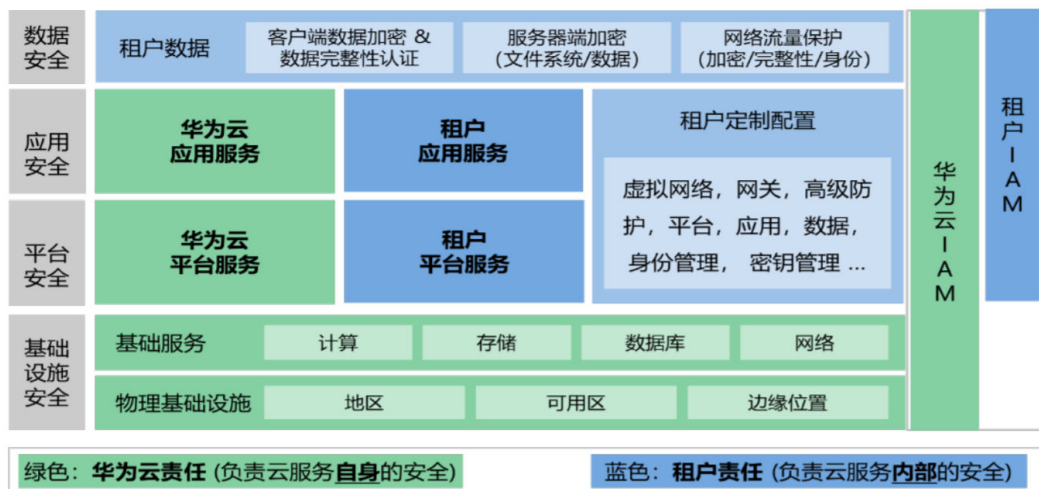 数据
安全
租户数据
客户端数据加密 &
数据完整性认证
服务器端加密
(文件系统/数据)
网络流量保护
(加密/完整性/身份)
应用
安全
华为云
应用服务
租户
应用服务
租户定制配置
虚拟网络，网关，高级防
护，平台，应用，数据，
身份管理， 密钥管理 ...
平台
安全
华为云
平台服务
租户
平台服务
基础
设施
安全
基础服务
计算
存储
数据库
网络
物理基础设施
地区
可用区
边缘位置
华为云IAM
租户IAM
绿色：华为云责任 (负责云服务自身的安全)
蓝色：租户责任 (负责云服务内部的安全)